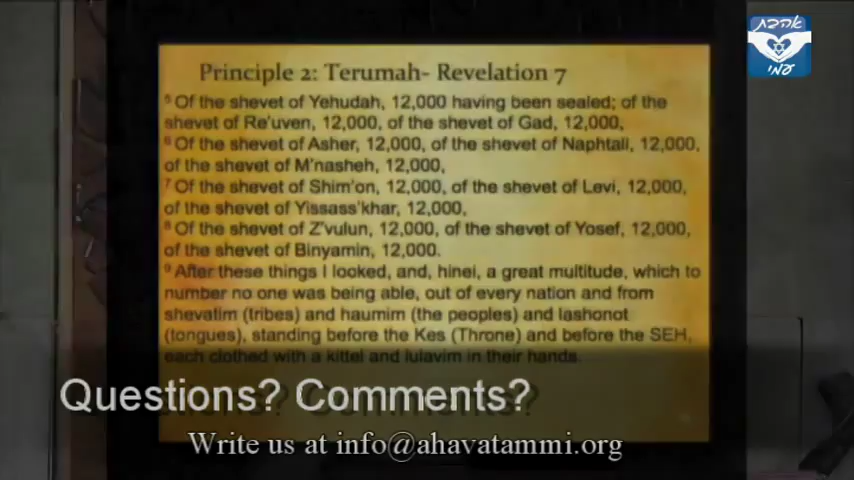 אהבת
עמי
Principle 2: Terumah- Revelation 7
5 Of the shevet of Yehudah, 12,000 having been sealed; of the
shevet of Re'uven, 12,000, of the shevet of Gad, 12,000,
6 Of the shevet of Asher, 12,000, of the shevet of Naphtali, 12,000,
of the shevet of M'nasheh, 12,000,
7 Of the shevet of Shim'on, 12,000, of the shevet of Levi, 12,000,
of the shevet of Yissass'khar, 12,000,
8 Of the shevet of Z'vulun, 12,000, of the shevet of Yosef, 12,000,
of the shevet of Binyamin, 12,000.
9 After these things I looked, and, hinei, a great multitude, which to
number no one was being able, out of every nation and from
shevatim (tribes) and haumim (the peoples) and lashonot
(tongues), standing before the Kes (Throne) and before the SEH,
each clothed with a kittel and lulavim in their hands.
Questions? Comments?
Write us at info@ahavatammi.org